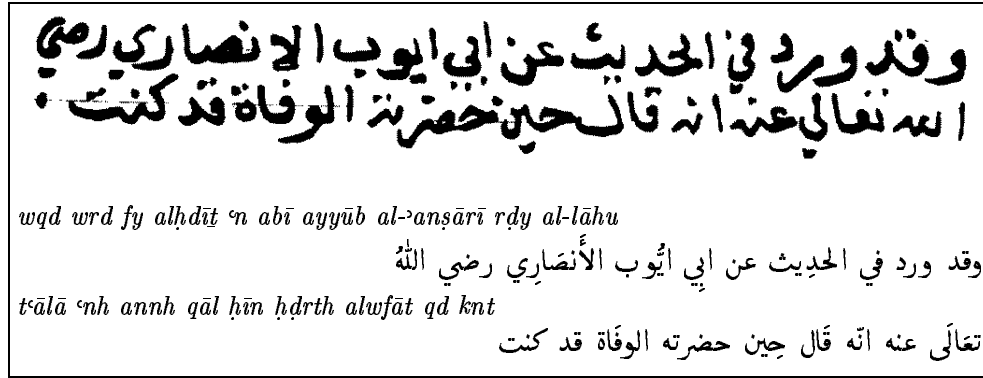 وقد ورد في الحديث عن ابي ايوب الانصاري رضي
الله تعالى عنه انه قال حين حضرته الوفاة قد كنت
wqd wrd fy alḥdīṯ ʿn abī ayyūb al-ʾanṣārī rḍy al-lāhu
وقد ورد في الحدِيث عن ابِي ايُّوب الأَنصَارِي رضي اللهُ
tʿālā ʿnh annh qāl ḥīn ḥḍrth alwfāt qd knt
تعَالَى عنه انّه قَال حِين حضرته الوفَاة قد كنت